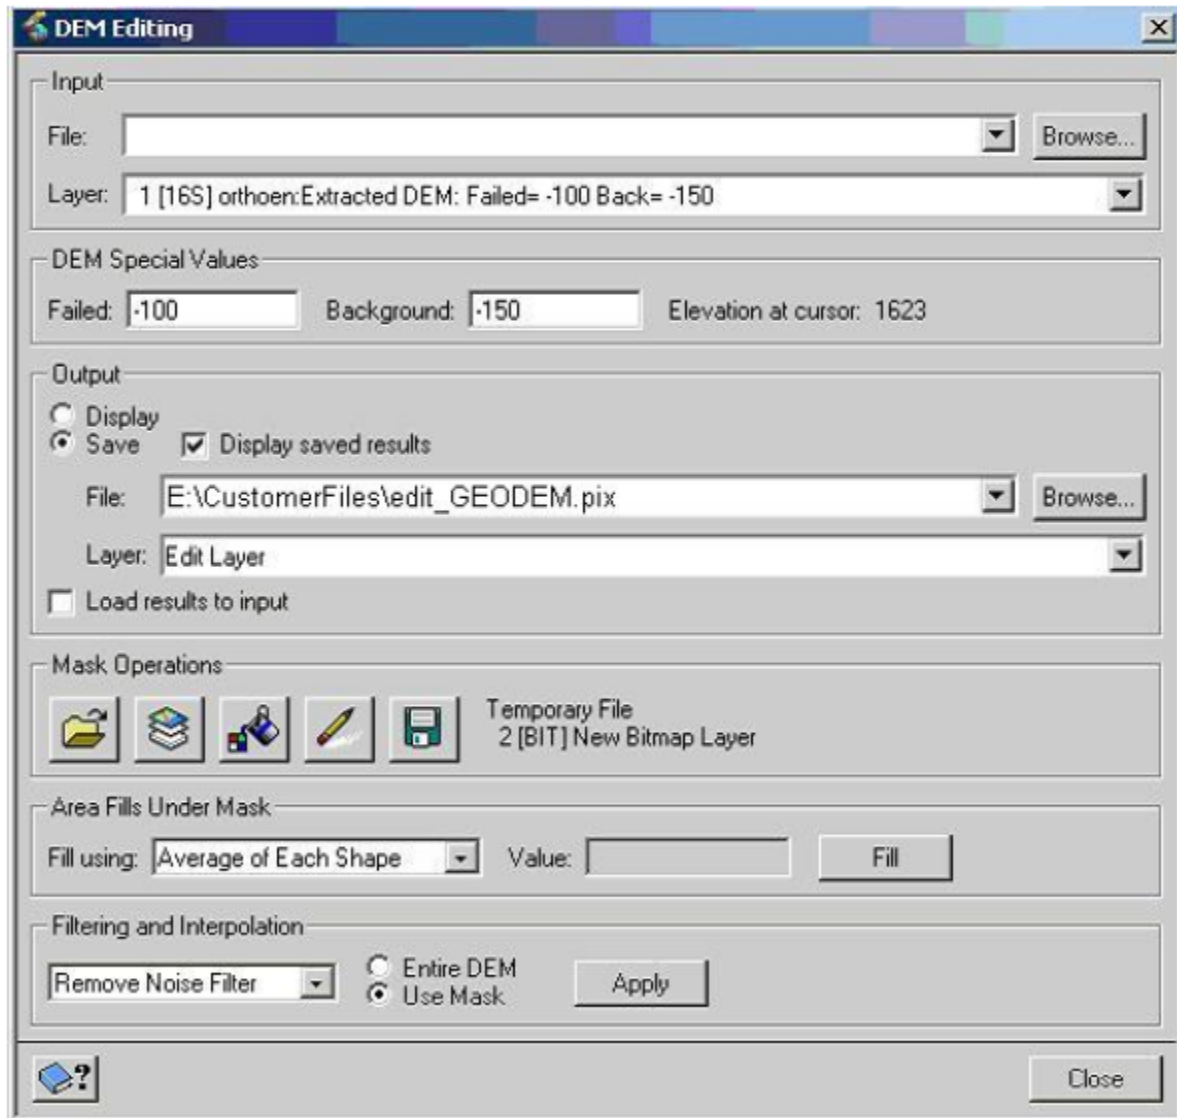 DEM Editing
Input
File:
Browse...
Layer: 1 [16S] orthoen:Extracted DEM: Failed= -100 Back= -150
DEM Special Values
Failed: -100 Background: -150 Elevation at cursor: 1623
Output
Display
Save Display saved results
File: E:\CustomerFiles\edit_GEODEM.pix Browse...
Layer: Edit Layer
Load results to input
Mask Operations
Temporary File
2 [BIT] New Bitmap Layer
Area Fills Under Mask
Fill using: Average of Each Shape Value: Fill
Filtering and Interpolation
Remove Noise Filter
Entire DEM
Use Mask
Apply
?
Close